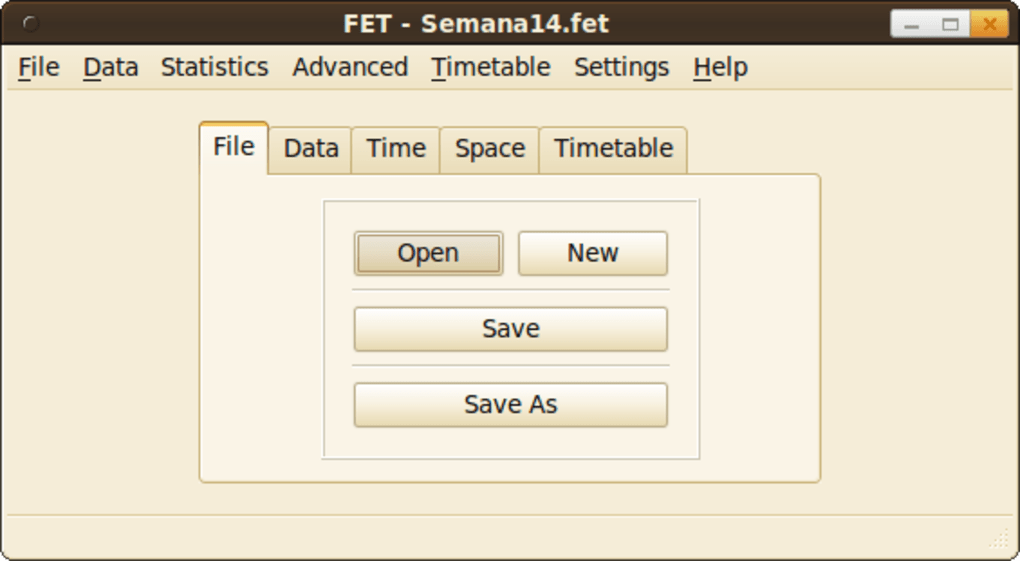 FET - Semana14.fet
File Data Statistics Advanced Timetable Settings Help
File Data Time Space Timetable
Open New
Save
Save As